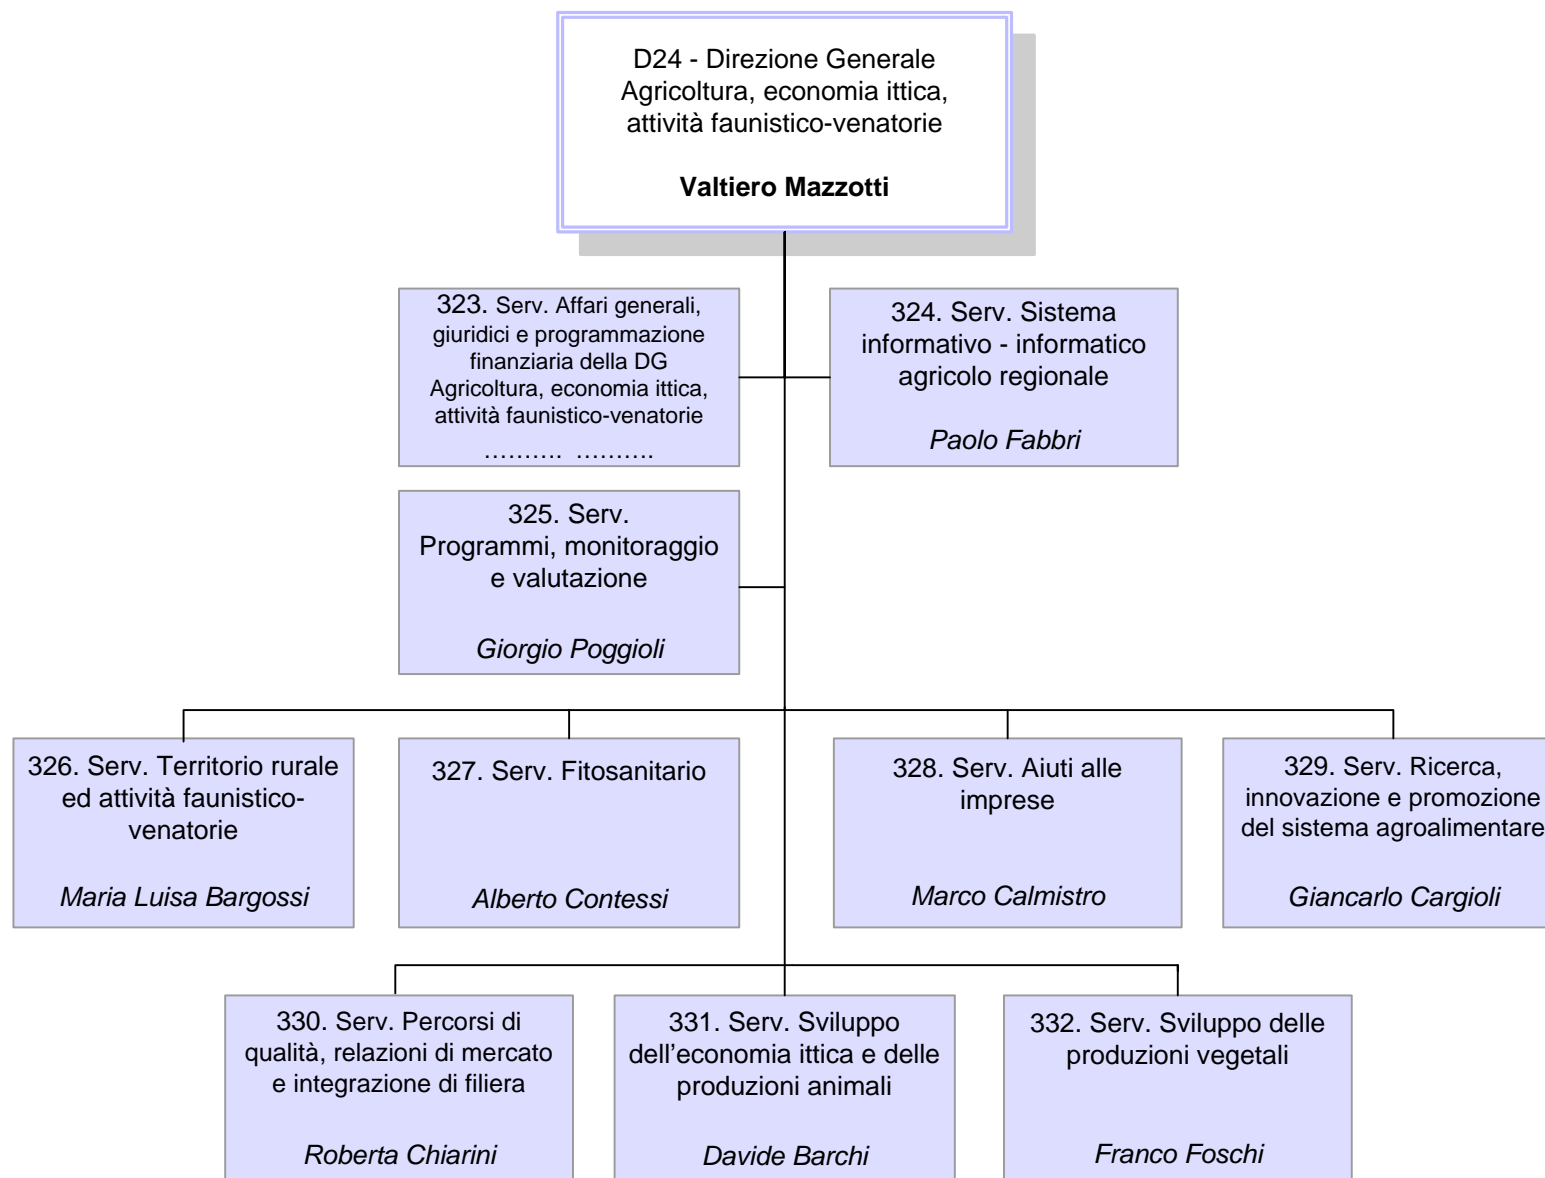 D24 - Direzione Generale
Agricoltura, economia ittica,
attività faunistico-venatorie
Valtiero Mazzotti
323. Serv. Affari generali,
giuridici e programmazione
finanziaria della DG
Agricoltura, economia ittica,
attività faunistico-venatorie
………. ……….
324. Serv. Sistema
informativo - informatico
agricolo regionale
Paolo Fabbri
325. Serv.
Programmi, monitoraggio
e valutazione
Giorgio Poggioli
326. Serv. Territorio rurale
ed attività faunistico-
venatorie
Maria Luisa Bargossi
327. Serv. Fitosanitario
Alberto Contessi
328. Serv. Aiuti alle
imprese
Marco Calmistro
329. Serv. Ricerca,
innovazione e promozione
del sistema agroalimentare
Giancarlo Cargioli
330. Serv. Percorsi di
qualità, relazioni di mercato
e integrazione di filiera
Roberta Chiarini
331. Serv. Sviluppo
dell’economia ittica e delle
produzioni animali
Davide Barchi
332. Serv. Sviluppo delle
produzioni vegetali
Franco Foschi